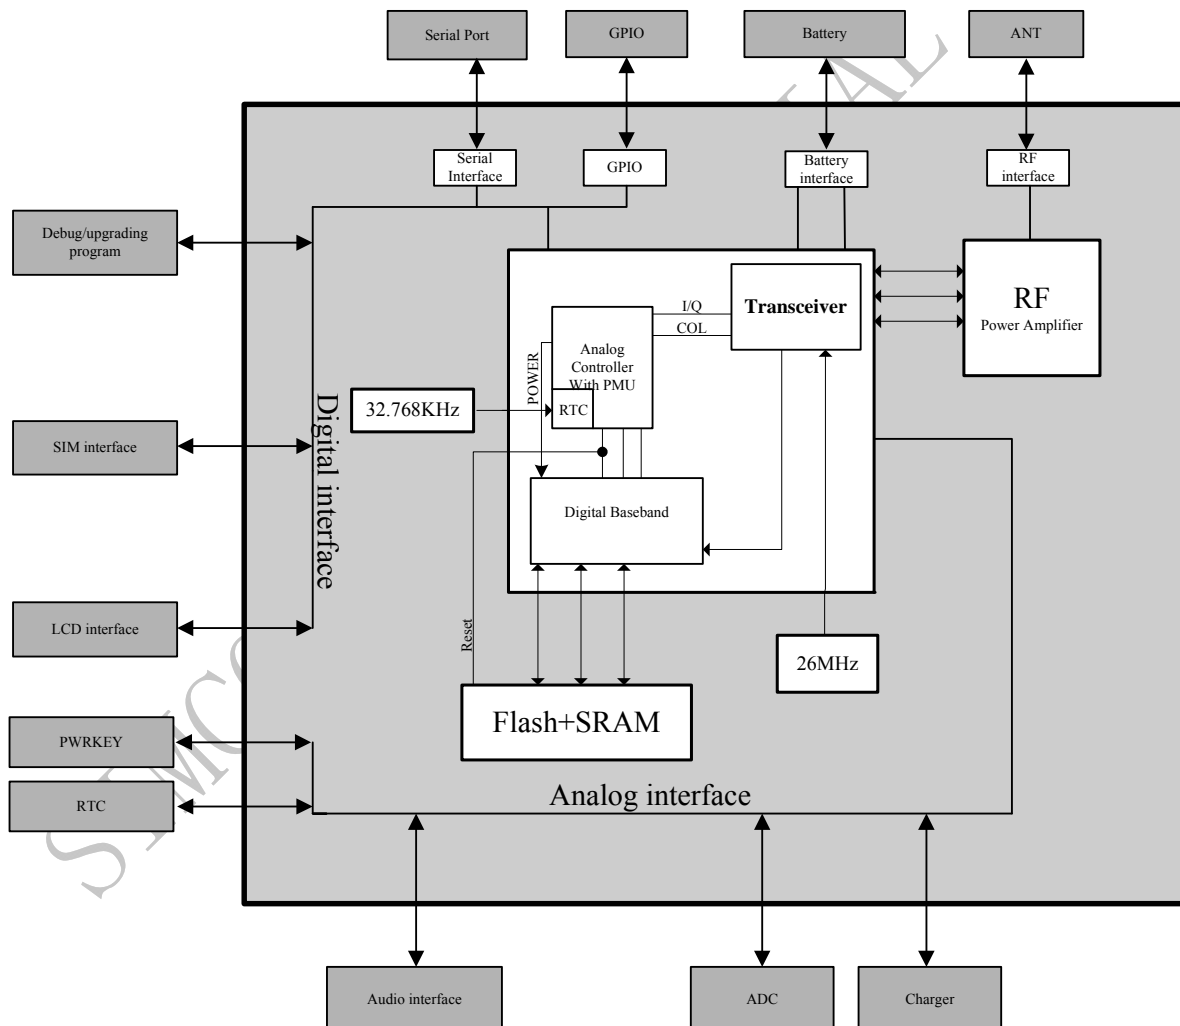 Serial Port
GPIO
Battery
ANT
Serial
Interface
GPIO
Battery
interface
RF
interface
Debug/upgrading
program
Transceiver
RF
Power Amplifier
I/Q
COL
Analog
Controller
With PMU
POWER
RTC
32.768KHz
Digital interface
SIM interface
Digital Baseband
LCD interface
Reset
26MHz
Flash+SRAM
PWRKEY
RTC
Analog interface
Audio interface
ADC
Charger